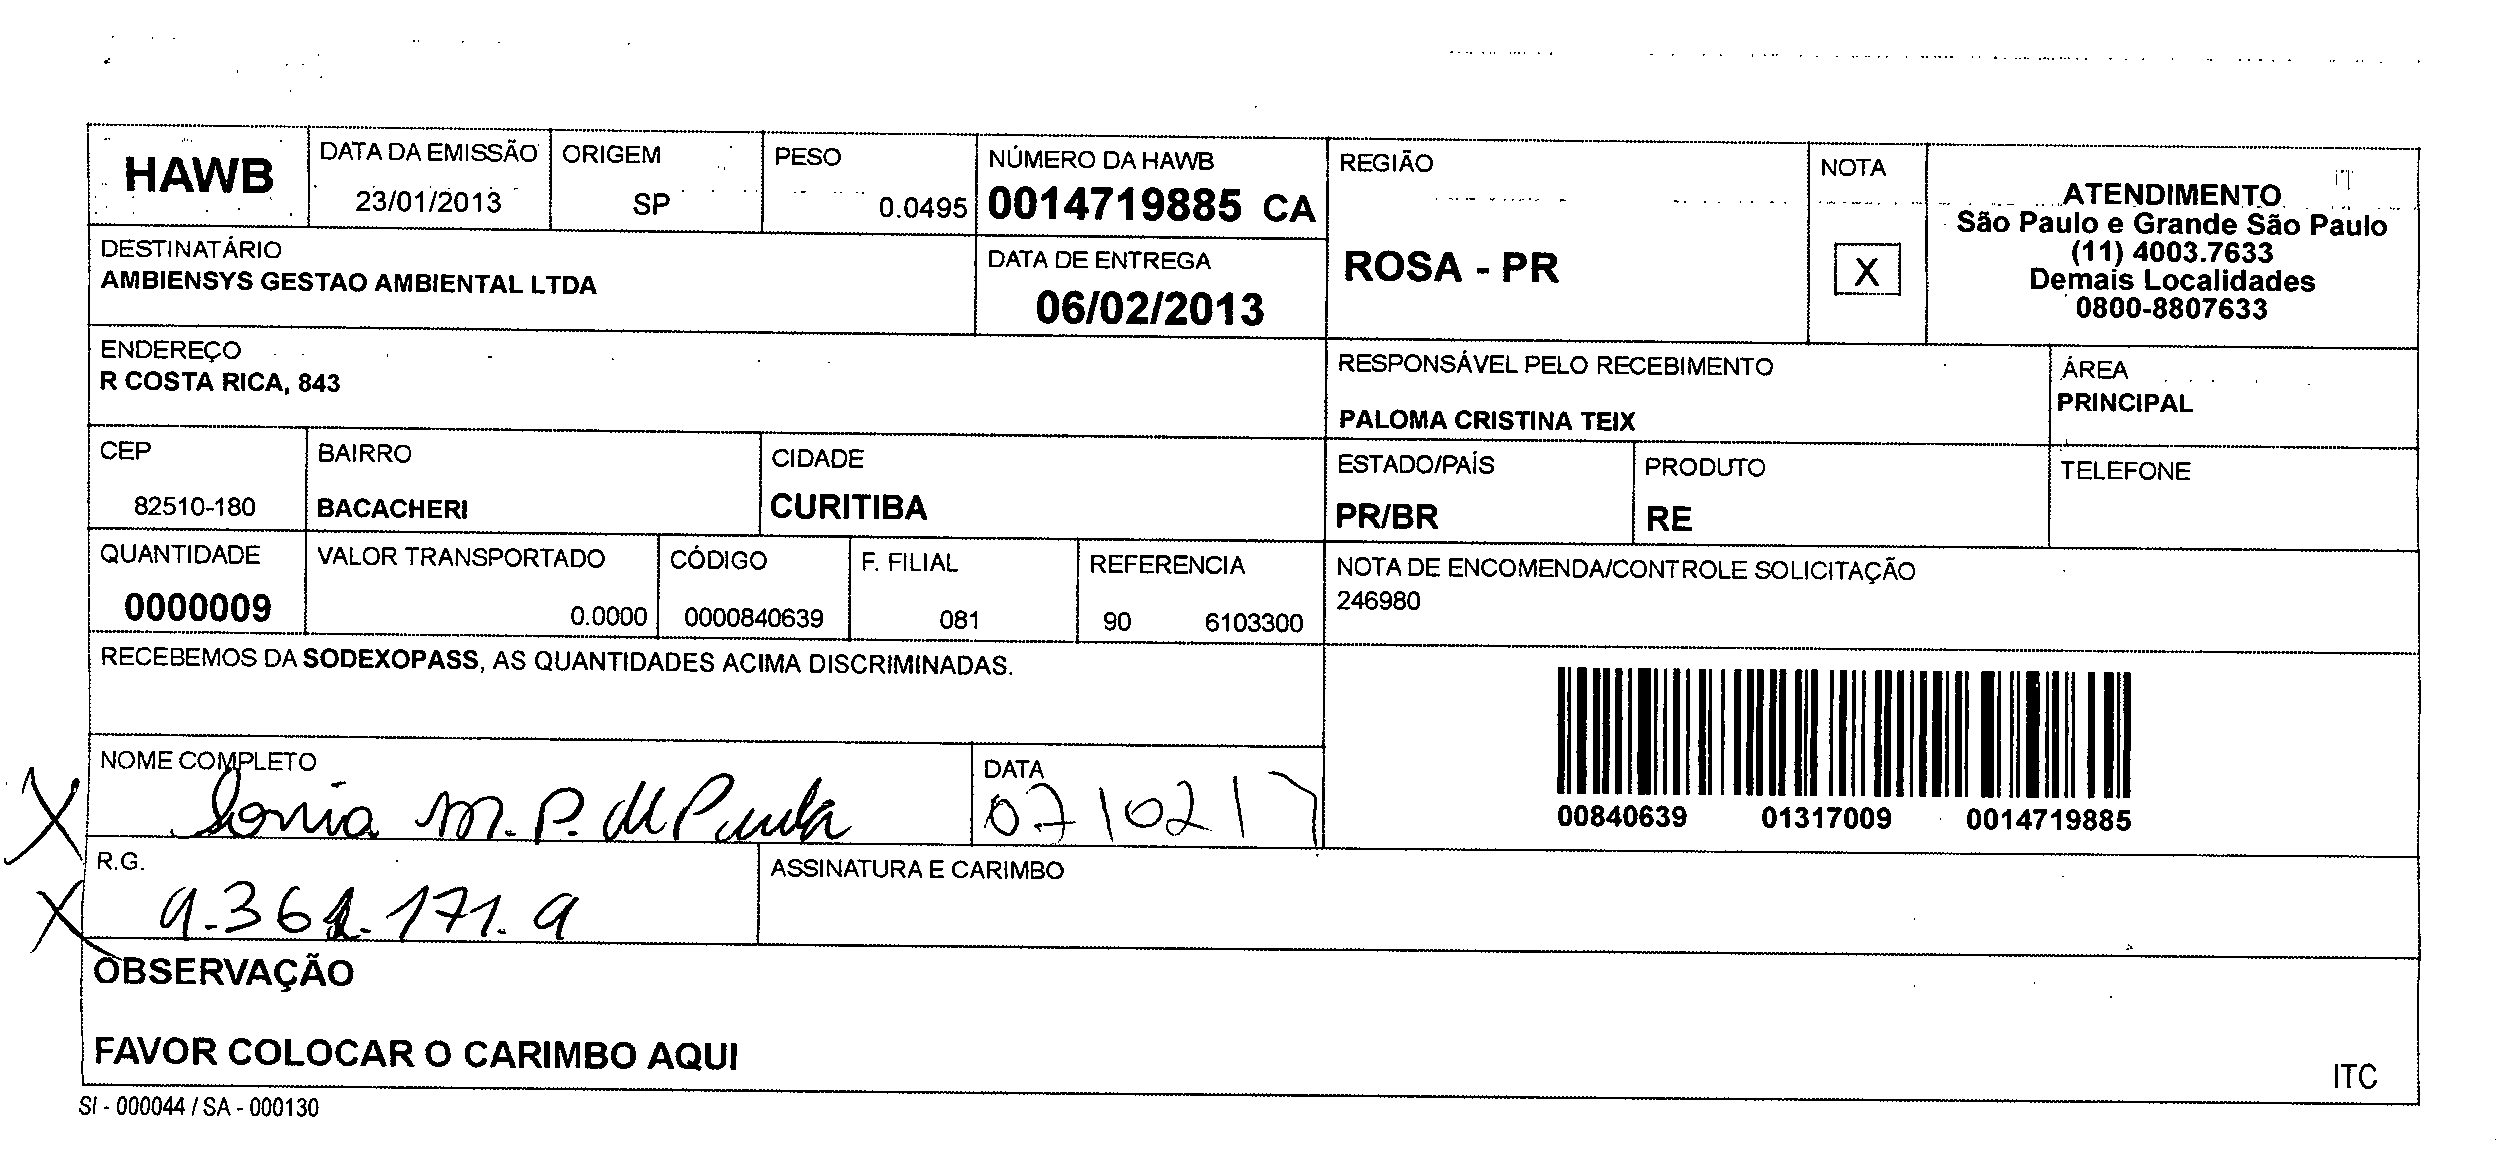 HAWB
DATA DA EMISSÃO
23/01/2013
ORIGEM
SP
PESO
0.0495
NÚMERO DA HAWB
0014719885 CA
REGIÃO
ROSA - PR
NOTA
X
ATENDIMENTO
São Paulo e Grande São Paulo
(11) 4003.7633
Demais Localidades
0800-8807633
DESTINATÁRIO
AMBIENSYS GESTAO AMBIENTAL LTDA
DATA DE ENTREGA
06/02/2013
ENDEREÇO
R COSTA RICA, 843
RESPONSÁVEL PELO RECEBIMENTO
PALOMA CRISTINA TEIX
ÁREA
PRINCIPAL
CEP
82510-180
BAIRRO
BACACHERI
CIDADE
CURITIBA
ESTADO/PAÍS
PR/BR
PRODUTO
RE
TELEFONE
QUANTIDADE
0000009
VALOR TRANSPORTADO
0.0000
CÓDIGO
0000840639
F. FILIAL
081
REFERENCIA
90 6103300
NOTA DE ENCOMENDA/CONTROLE SOLICITAÇÃO
246980
RECEBEMOS DA SODEXOPASS, AS QUANTIDADES ACIMA DISCRIMINADAS.
00840639 01317009 0014719885
NOME COMPLETO
X Sonia M. P. de Paula
DATA
07/02/1
R.G.
X 9.361.171.9
ASSINATURA E CARIMBO
OBSERVAÇÃO
FAVOR COLOCAR O CARIMBO AQUI
ITC
SI - 000044 / SA - 000130